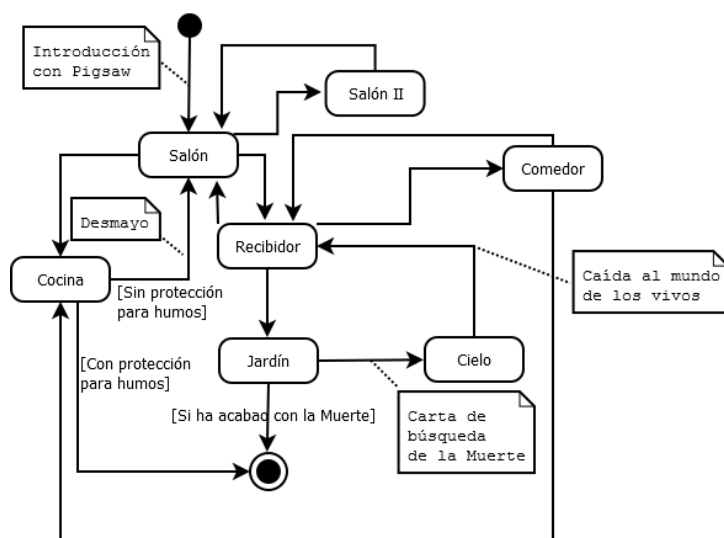 Introducción
con Pigsaw
Salón II
Salón
Comedor
Desmayo
Recibidor
Cocina
[Sin protección
para humos]
Caída al mundo
de los vivos
[Con protección
para humos]
Jardín
Cielo
[Si ha acabao con la Muerte]
Carta de
búsqueda
de la Muerte